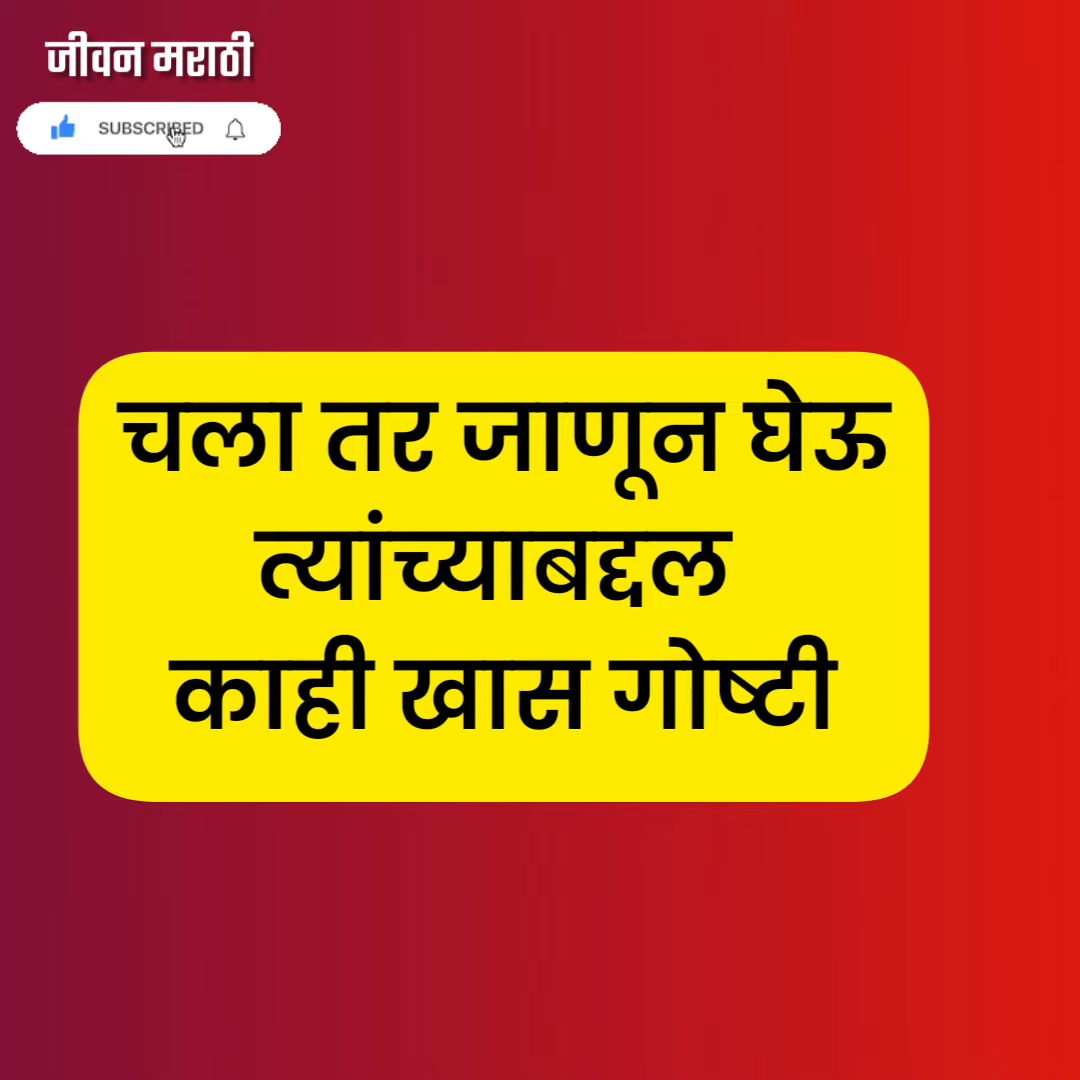 जीवन मराठी
SUBSCRIBED
चला तर जाणून घेऊ
त्यांच्याबद्दल
काही खास गोष्टी